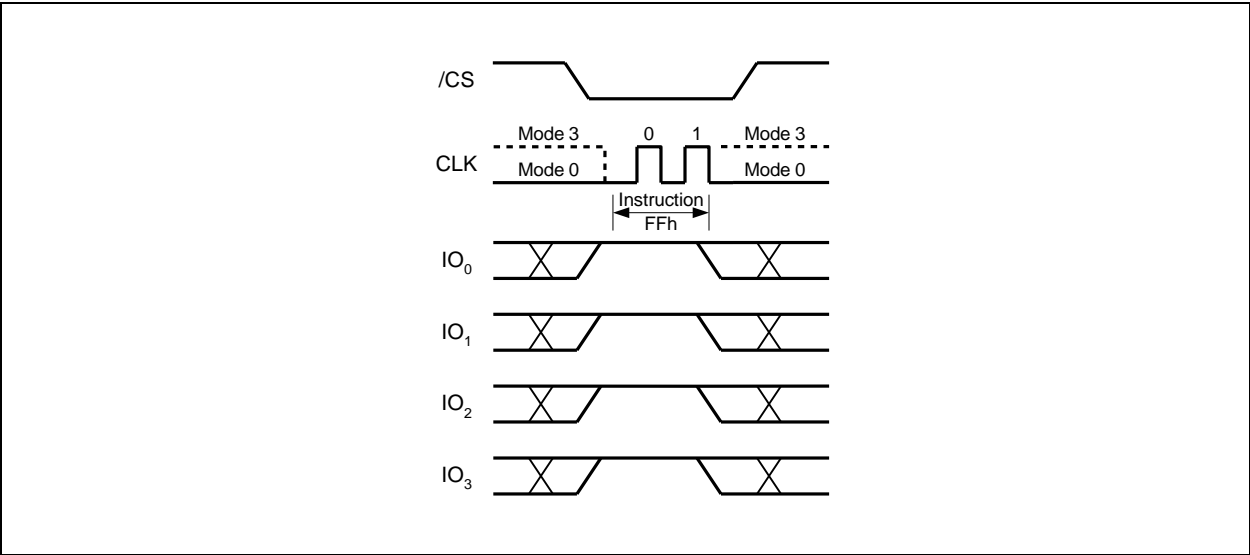 /CS
Mode 3 0 1 Mode 3
CLK
Mode 0 Mode 0
Instruction
FFh
IO0
IO1
IO2
IO3